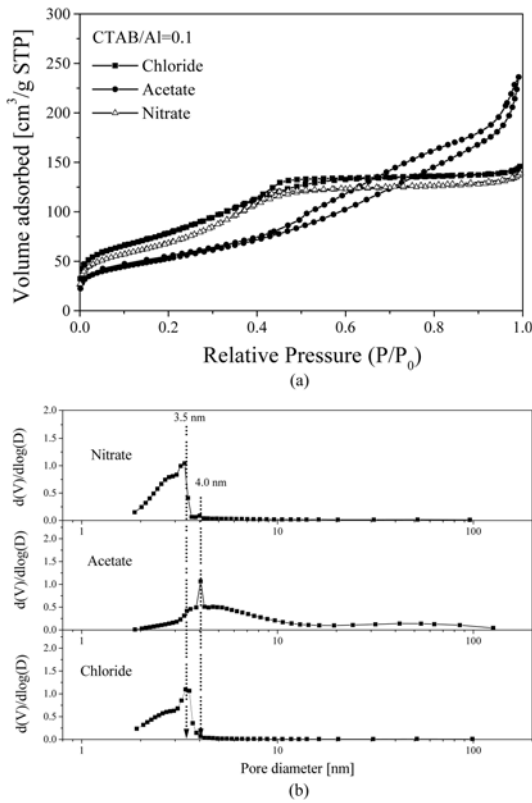 300
250
200
150
100
50
0
Volume adsorbed [cm³/g STP]
CTAB/Al=0.1
Chloride
Acetate
Nitrate
0.0 0.2 0.4 0.6 0.8 1.0
Relative Pressure (P/P₀)
(a)
3.5 nm
4.0 nm
2.0
1.5
1.0
0.5
0.0
d(V)/dlog(D)
Nitrate
1 10 100
2.0
1.5
1.0
0.5
0.0
d(V)/dlog(D)
Acetate
1 10 100
2.0
1.5
1.0
0.5
0.0
d(V)/dlog(D)
Chloride
1 10 100
Pore diameter [nm]
(b)